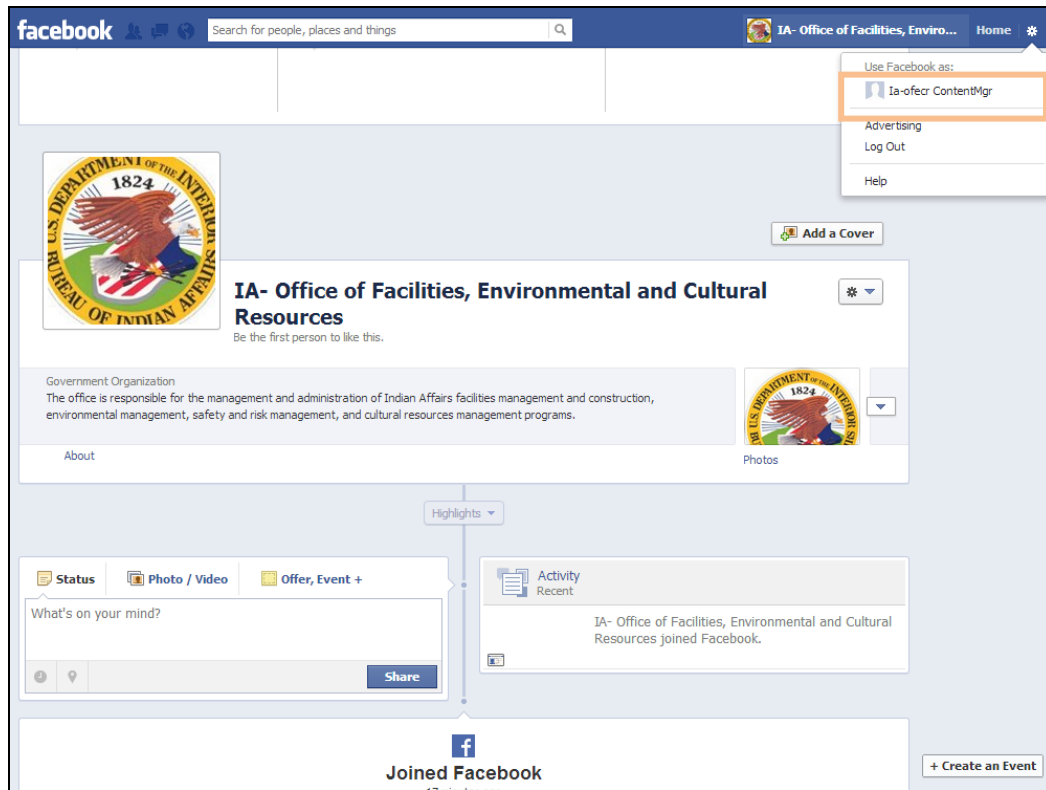 facebook
Search for people, places and things
IA- Office of Facilities, Enviro...
Home
Use Facebook as:
Ia-ofecr ContentMgr
Advertising
Log Out
Help
U.S. DEPARTMENT OF THE INTERIOR
1824
BUREAU OF INDIAN AFFAIRS
Add a Cover
IA- Office of Facilities, Environmental and Cultural
Resources
Be the first person to like this.
Government Organization
The office is responsible for the management and administration of Indian Affairs facilities management and construction,
environmental management, safety and risk management, and cultural resources management programs.
1824
About
Photos
Highlights
Status
Photo / Video
Offer, Event +
What's on your mind?
Share
Activity
Recent
IA- Office of Facilities, Environmental and Cultural
Resources joined Facebook.
Joined Facebook
+ Create an Event